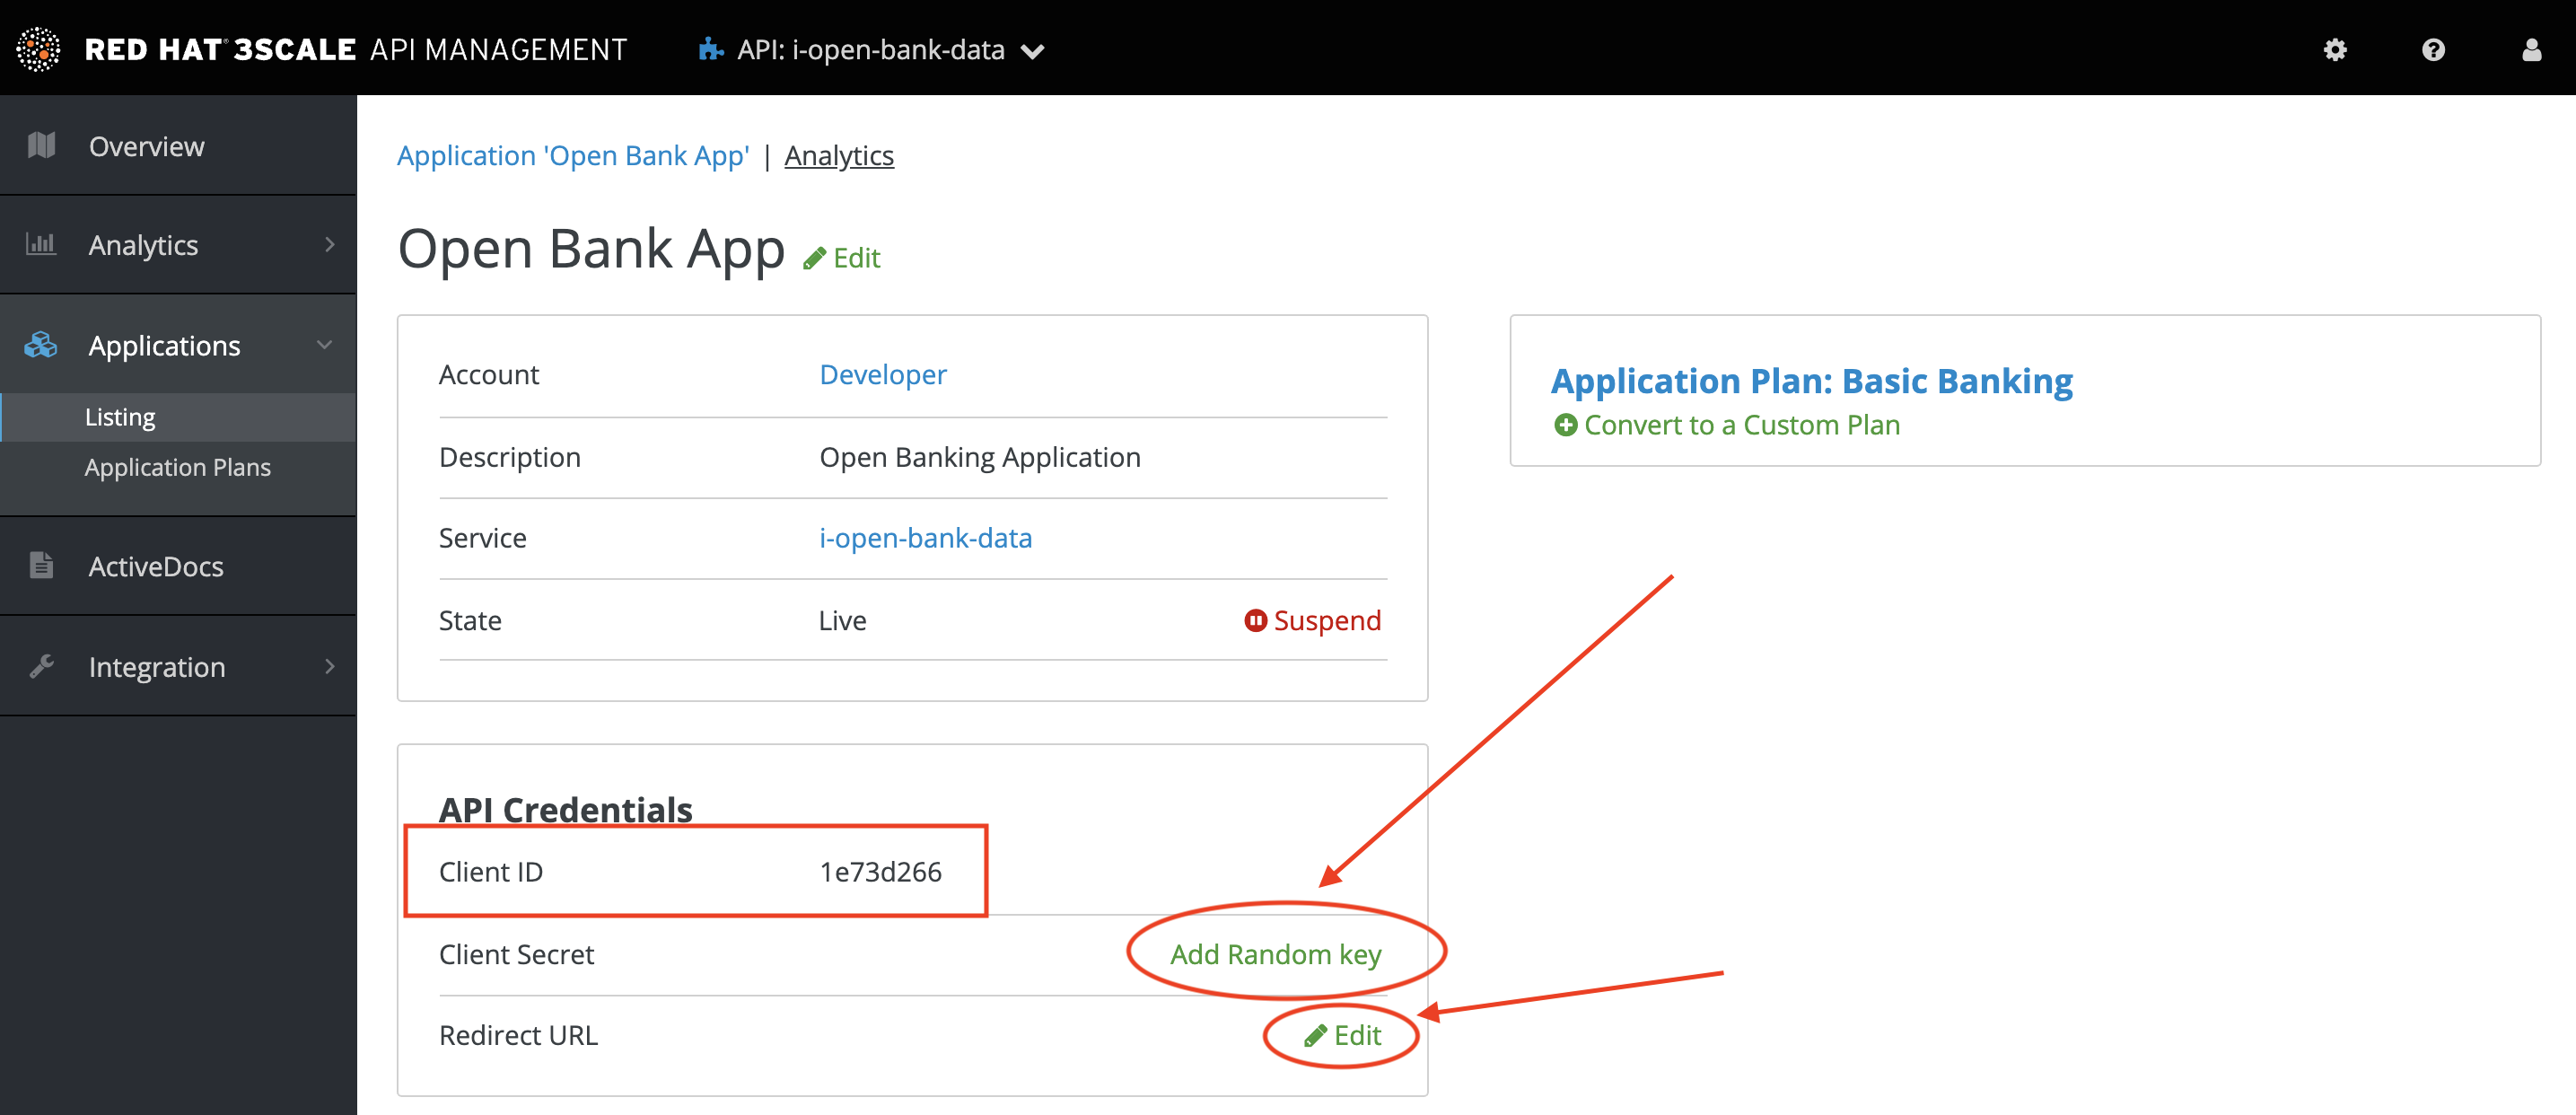 RED HAT® 3SCALE API MANAGEMENT
API: i-open-bank-data
Overview
Analytics
Applications
Listing
Application Plans
ActiveDocs
Integration
Application 'Open Bank App' | Analytics
Open Bank App Edit
Account Developer
Description Open Banking Application
Service i-open-bank-data
State Live Suspend
Application Plan: Basic Banking
Convert to a Custom Plan
API Credentials
Client ID 1e73d266
Client Secret Add Random key
Redirect URL Edit